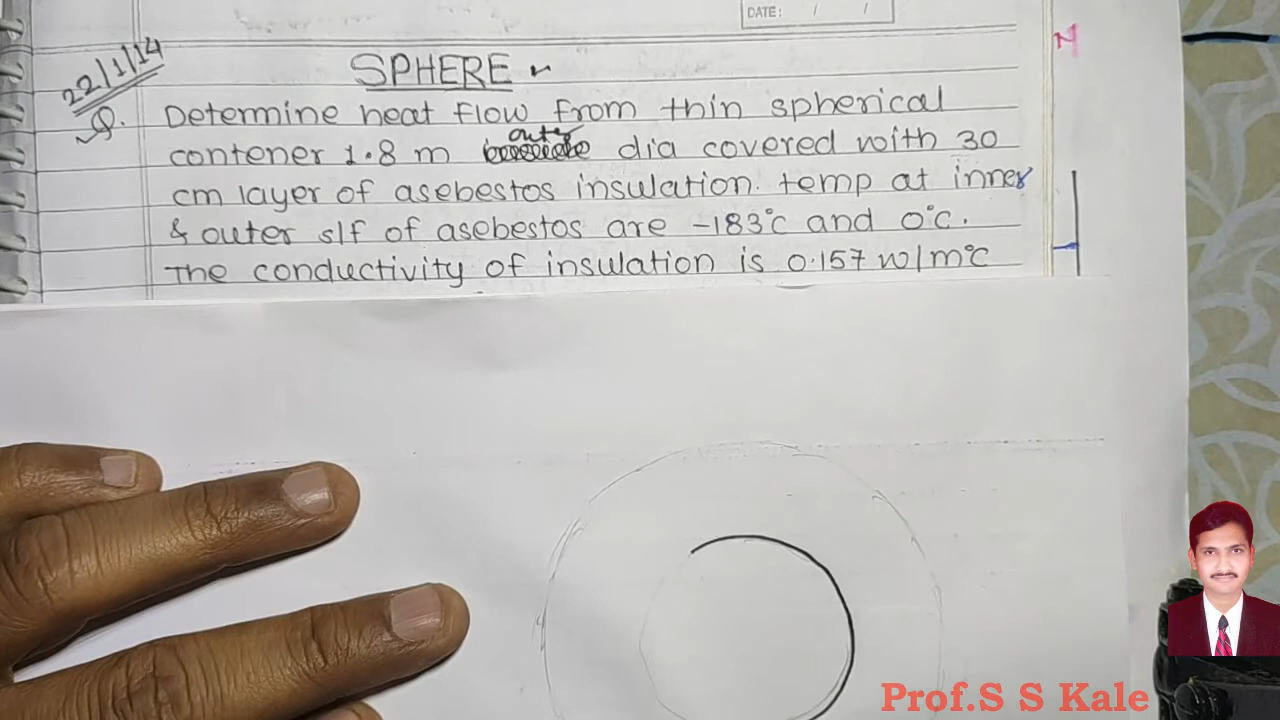 DATE: / /
22/1/14
SPHERE
Q. Determine heat flow from thin spherical
outer
contener 1.8 m dia covered with 30
cm layer of asebestos insulation. temp at inner
& outer s/f of asebestos are -183°c and 0°c.
The conductivity of insulation is 0.157 w/m°c
Prof.S S Kale